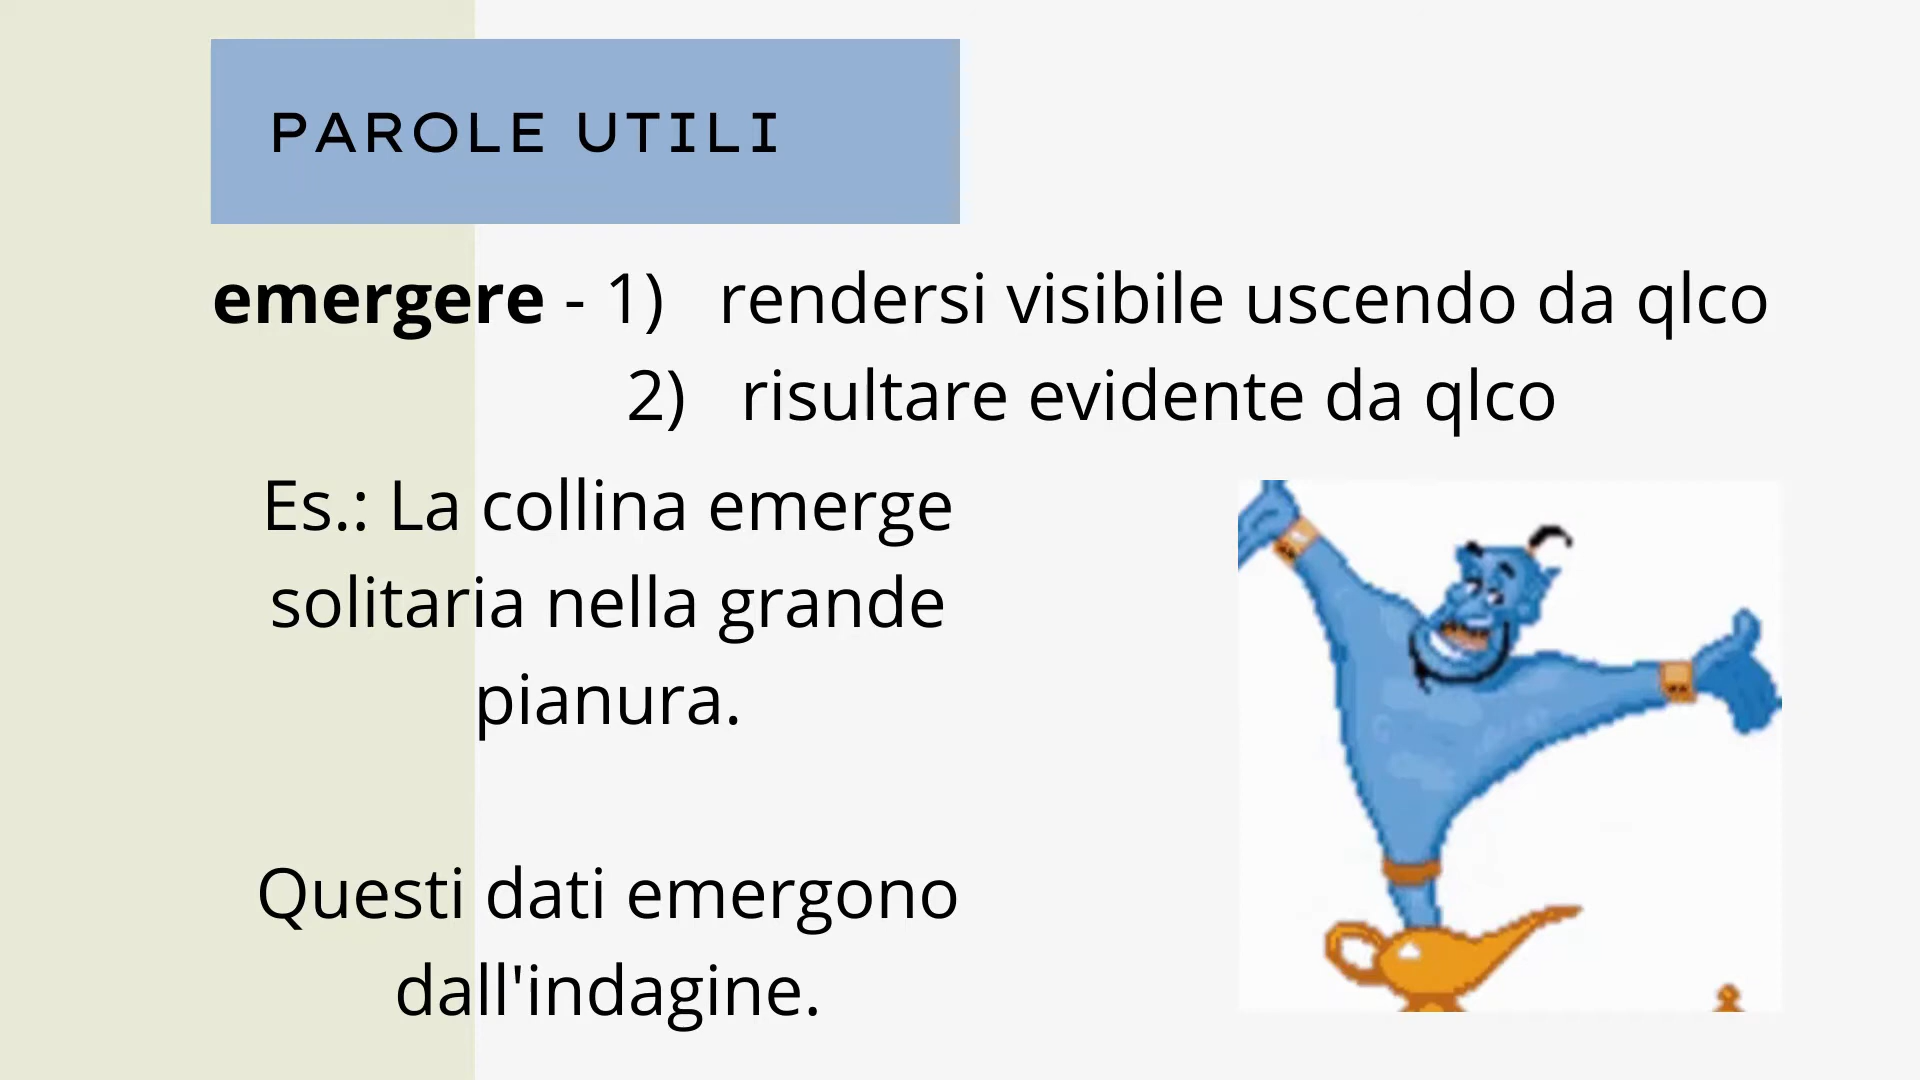 PAROLE UTILI
emergere - 1) rendersi visibile uscendo da qlco
2) risultare evidente da qlco
Es.: La collina emerge
solitaria nella grande
pianura.
Questi dati emergono
dall'indagine.